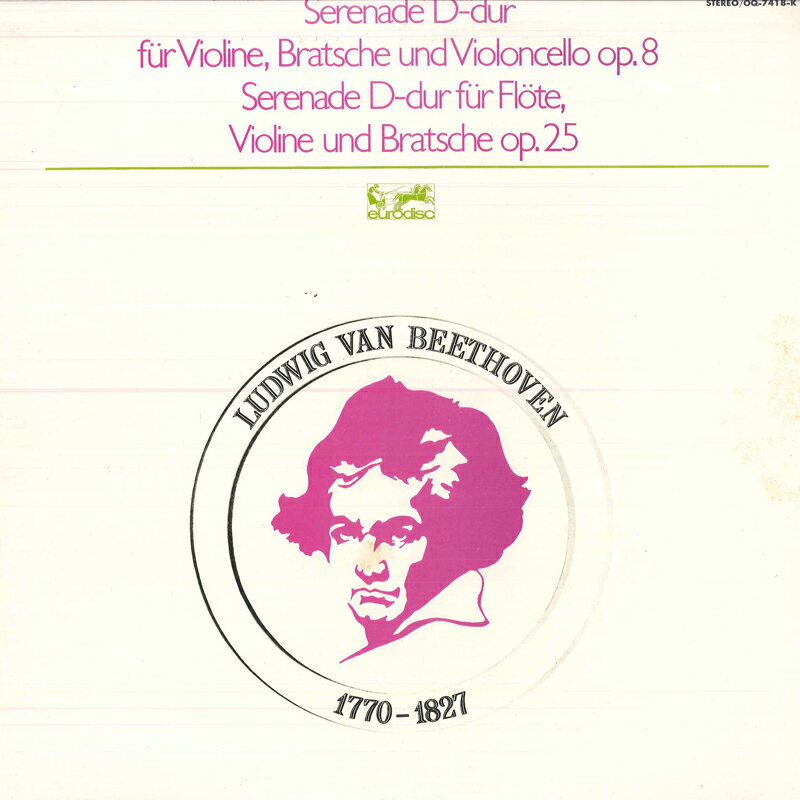 STEREO/OQ-7418-K
Serenade D-dur
für Violine, Bratsche und Violoncello op. 8
Serenade D-dur für Flöte,
Violine und Bratsche op. 25
eurodisc
LUDWIG VAN BEETHOVEN
1770 – 1827